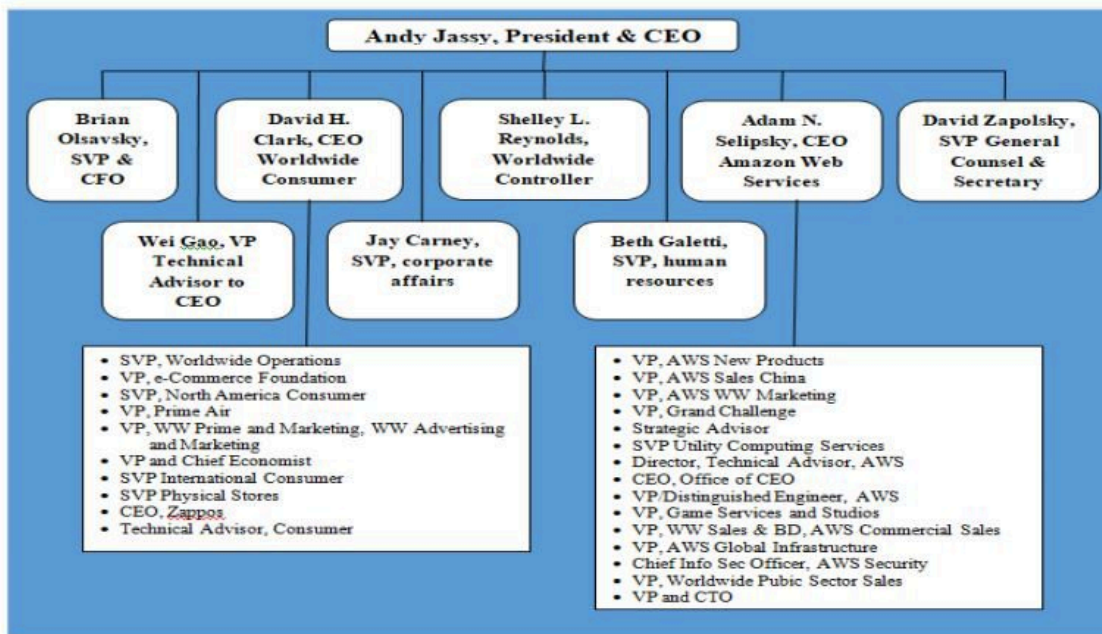 Andy Jassy, President & CEO
Brian
Olsavsky,
SVP &
CFO
David H.
Clark, CEO
Worldwide
Consumer
Shelley L.
Reynolds,
Worldwide
Controller
Adam N.
Selipsky, CEO
Amazon Web
Services
David Zapolsky,
SVP General
Counsel &
Secretary
Wei Gao, VP
Technical
Advisor to
CEO
Jay Carney,
SVP, corporate
affairs
Beth Galetti,
SVP, human
resources
• SVP, Worldwide Operations
• VP, e-Commerce Foundation
• SVP, North America Consumer
• VP, Prime Air
• VP, WW Prime and Marketing, WW Advertising
and Marketing
• VP and Chief Economist
• SVP International Consumer
• SVP Physical Stores
• CEO, Zappos
• Technical Advisor, Consumer
• VP, AWS New Products
• VP, AWS Sales China
• VP, AWS WW Marketing
• VP, Grand Challenge
• Strategic Advisor
• SVP Utility Computing Services
• Director, Technical Advisor, AWS
• CEO, Office of CEO
• VP/Distinguished Engineer, AWS
• VP, Game Services and Studios
• VP, WW Sales & BD, AWS Commercial Sales
• VP, AWS Global Infrastructure
• Chief Info Sec Officer, AWS Security
• VP, Worldwide Pubic Sector Sales
• VP and CTO